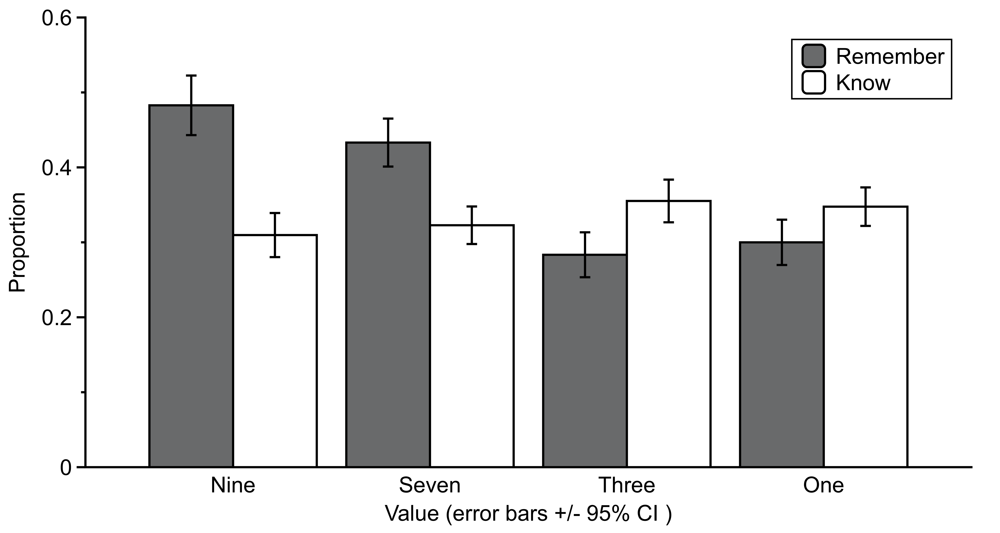 0.6
Remember
Know
0.4
Proportion
0.2
0
Nine Seven Three One
Value (error bars +/- 95% CI )